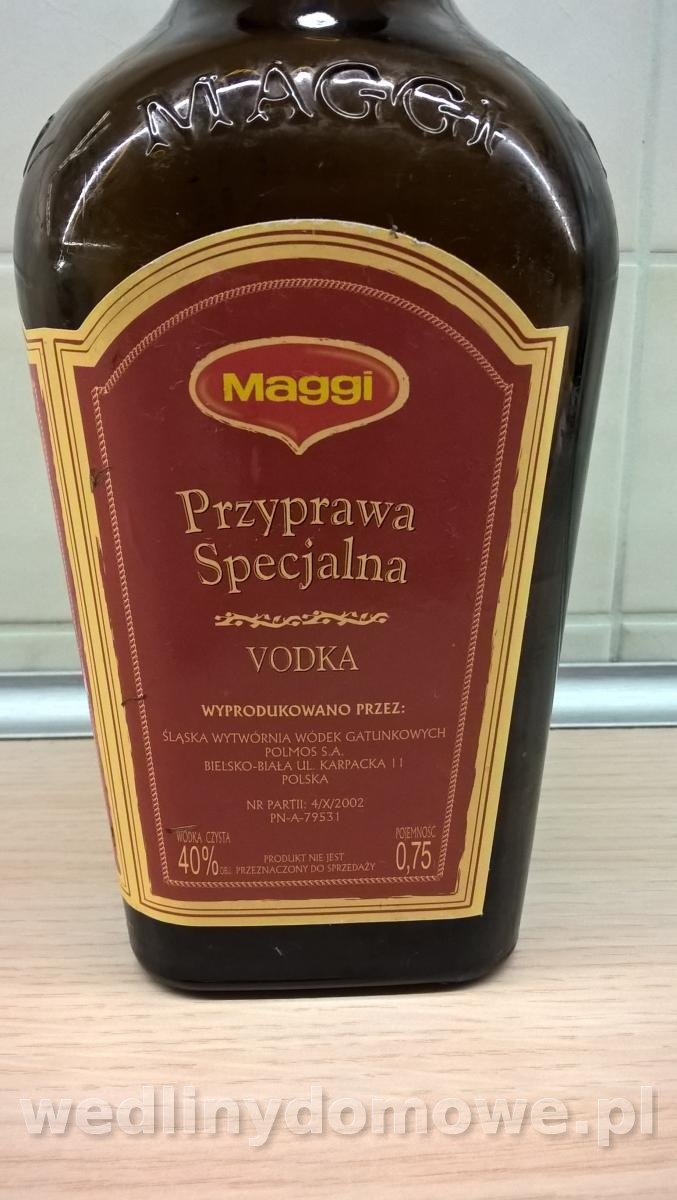 MAGGI
Maggi
Przyprawa
Specjalna
VODKA
WYPRODUKOWANO PRZEZ:
ŚLĄSKA WYTWÓRNIA WÓDEK GATUNKOWYCH
POLMOS S.A.
BIELSKO-BIAŁA UL. KARPACKA 11
POLSKA
NR PARTII: 4/X/2002
PN-A-79531
WÓDKA CZYSTA
40% OBJ.
PRODUKT NIE JEST
PRZEZNACZONY DO SPRZEDAŻY
POJEMNOŚĆ
0,75
wedlinydomowe.pl